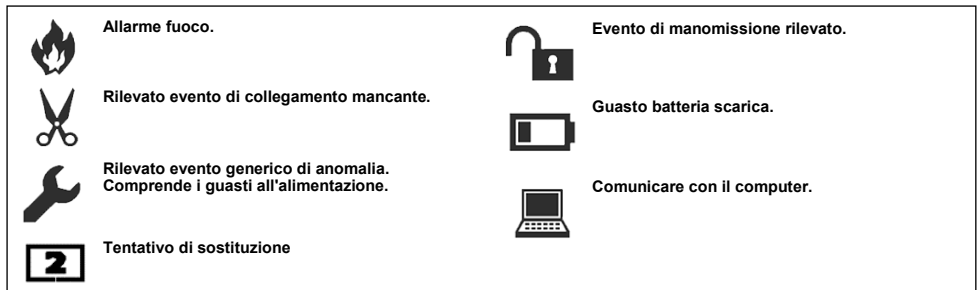 Allarme fuoco.
Rilevato evento di collegamento mancante.
Rilevato evento generico di anomalia.
Comprende i guasti all'alimentazione.
2
Tentativo di sostituzione
Evento di manomissione rilevato.
Guasto batteria scarica.
Comunicare con il computer.